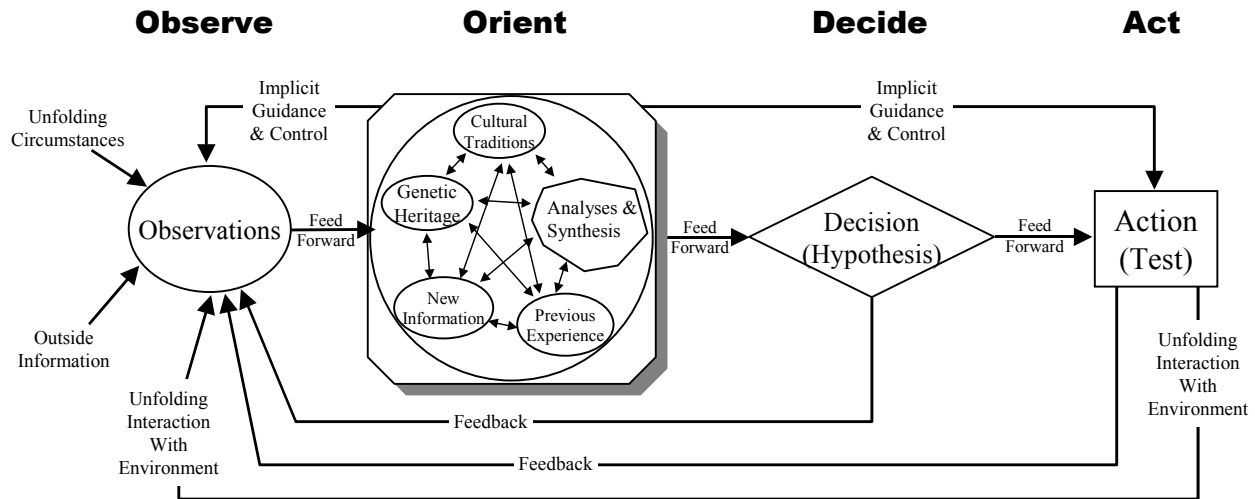 Observe
Orient
Decide
Act
Implicit
Guidance
& Control
Implicit
Guidance
& Control
Unfolding
Circumstances
Cultural
Traditions
Genetic
Heritage
Analyses &
Synthesis
New
Information
Previous
Experience
Observations
Feed
Forward
Feed
Forward
Decision
(Hypothesis)
Feed
Forward
Action
(Test)
Outside
Information
Unfolding
Interaction
With
Environment
Unfolding
Interaction
With
Environment
Feedback
Feedback